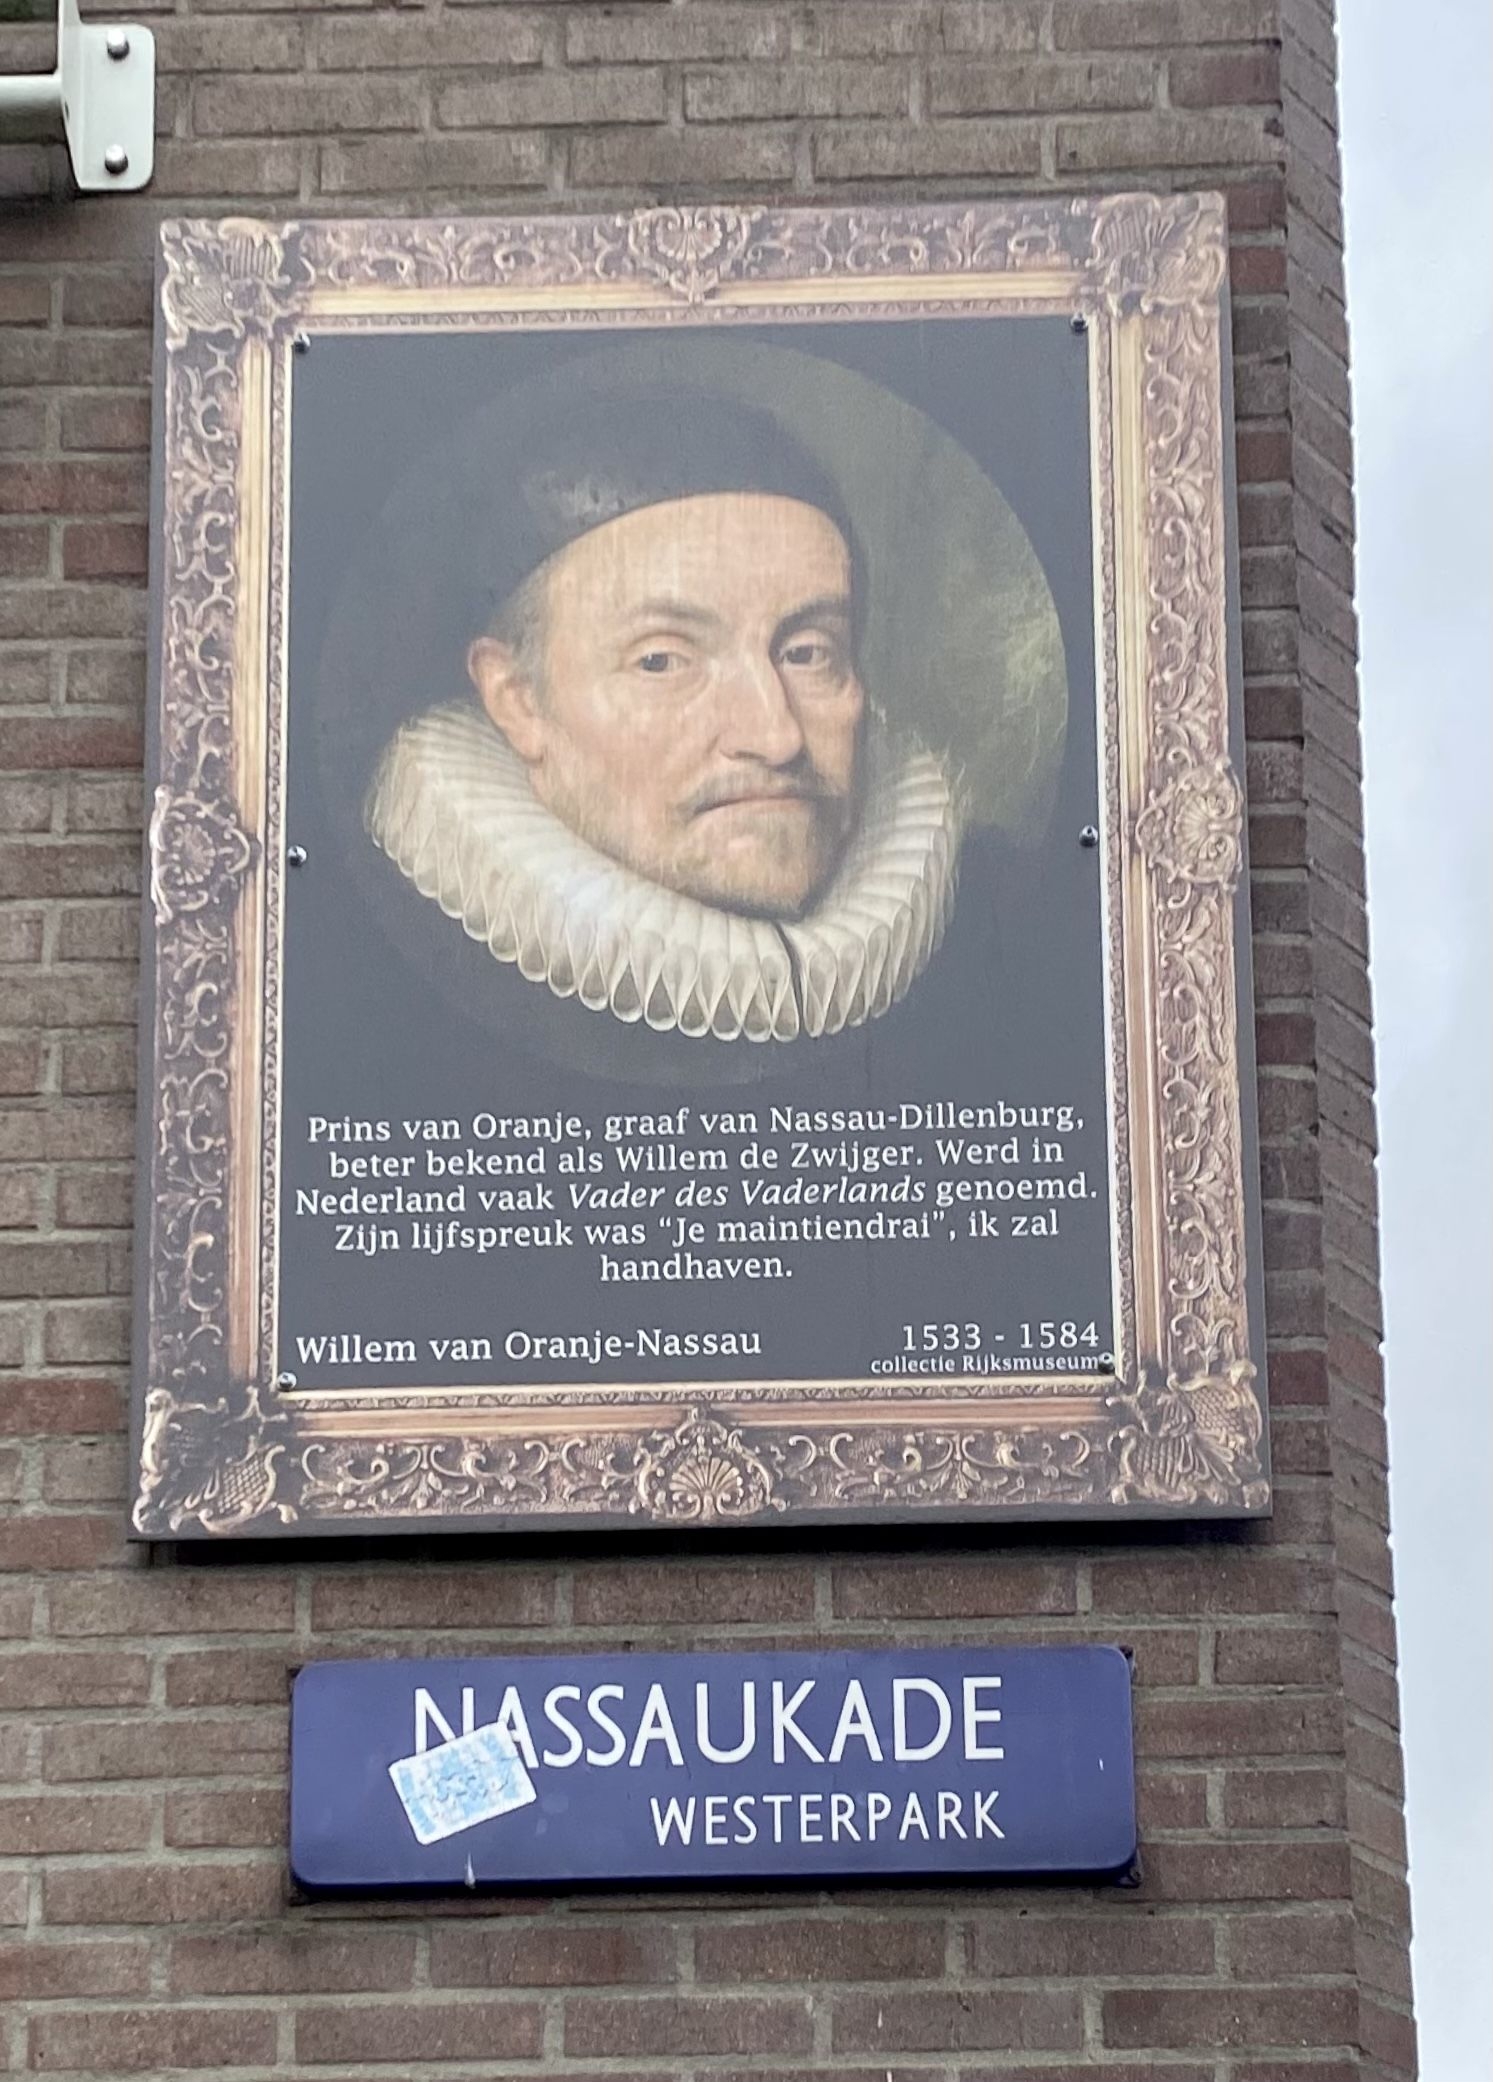 Prins van Oranje, graaf van Nassau-Dillenburg,
beter bekend als Willem de Zwijger. Werd in
Nederland vaak Vader des Vaderlands genoemd.
Zijn lijfspreuk was “Je maintiendrai”, ik zal
handhaven.
Willem van Oranje-Nassau
1533 - 1584
collectie Rijksmuseum
NASSAUKADE
WESTERPARK